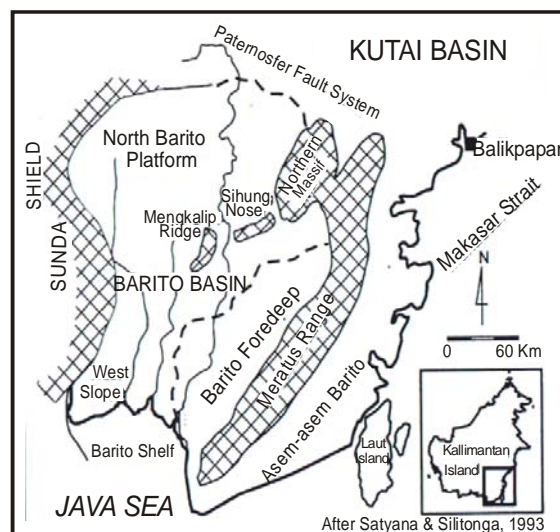 KUTAI BASIN
Paternosfer Fault System
North Barito
Platform
Balikpapan
SHIELD
SUNDA
Northern
Massif
Sihung
Nose
Mengkalip
Ridge
Makasar Strait
N
BARITO BASIN
0 60 Km
Barito Foredeep
Meratus Range
West
Slope
Asem-asem Barito
Barito Shelf
Laut
Island
Kallimantan
Island
JAVA SEA
After Satyana & Silitonga, 1993